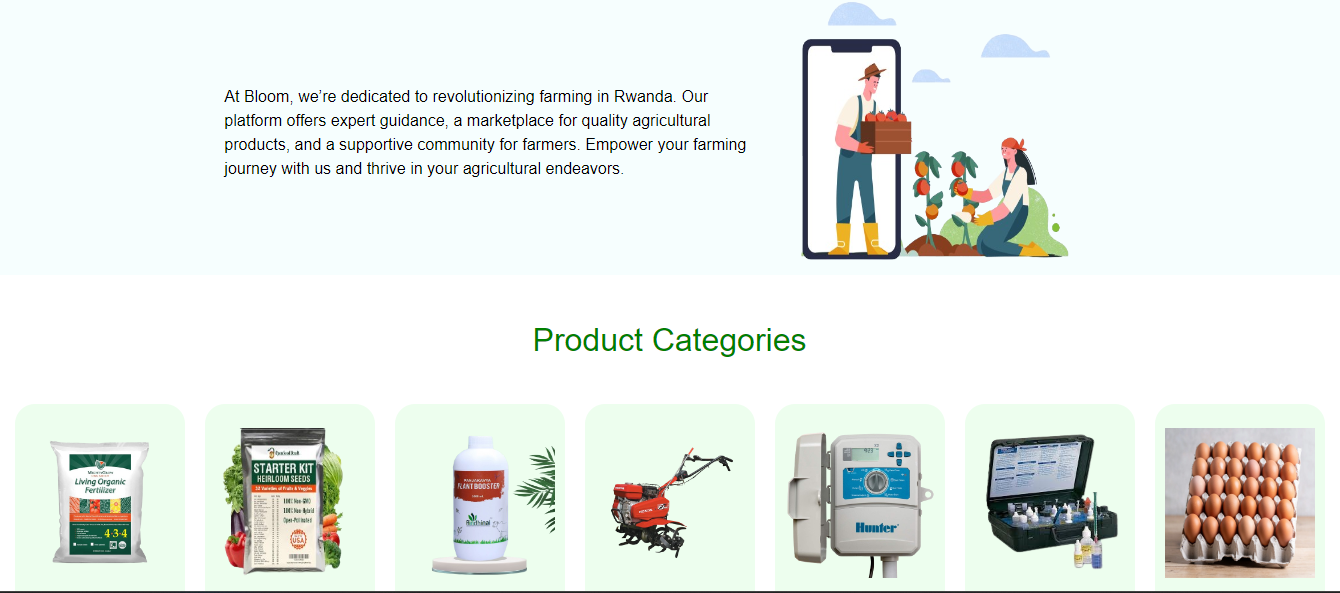 At Bloom, we’re dedicated to revolutionizing farming in Rwanda. Our
platform offers expert guidance, a marketplace for quality agricultural
products, and a supportive community for farmers. Empower your farming
journey with us and thrive in your agricultural endeavors.
Product Categories
Living Organic
Fertilizer
4-3-4
STARTER KIT
HEIRLOOM SEEDS
100% Non-GMO
100% Non-Hybrid
Open-Pollinated
USA
PLANT BOOSTER
Hunter